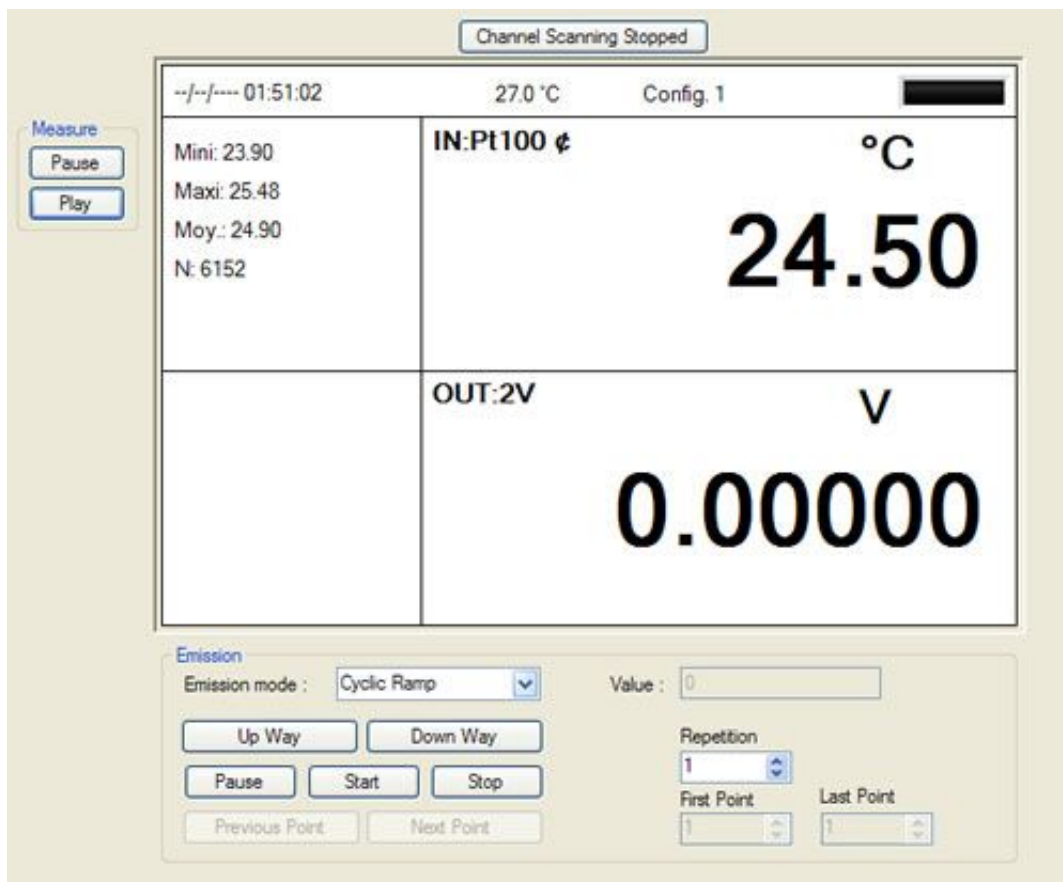 Channel Scanning Stopped
--/--/---- 01:51:02 27.0 °C Config. 1
Measure
Pause
Play
Mini: 23.90
Maxi: 25.48
Moy.: 24.90
N: 6152
IN:Pt100 ¢ °C
24.50
OUT:2V V
0.00000
Emission
Emission mode : Cyclic Ramp Value : 0
Up Way Down Way
Repetition
1
Pause Start Stop
First Point Last Point
Previous Point Next Point
1 1